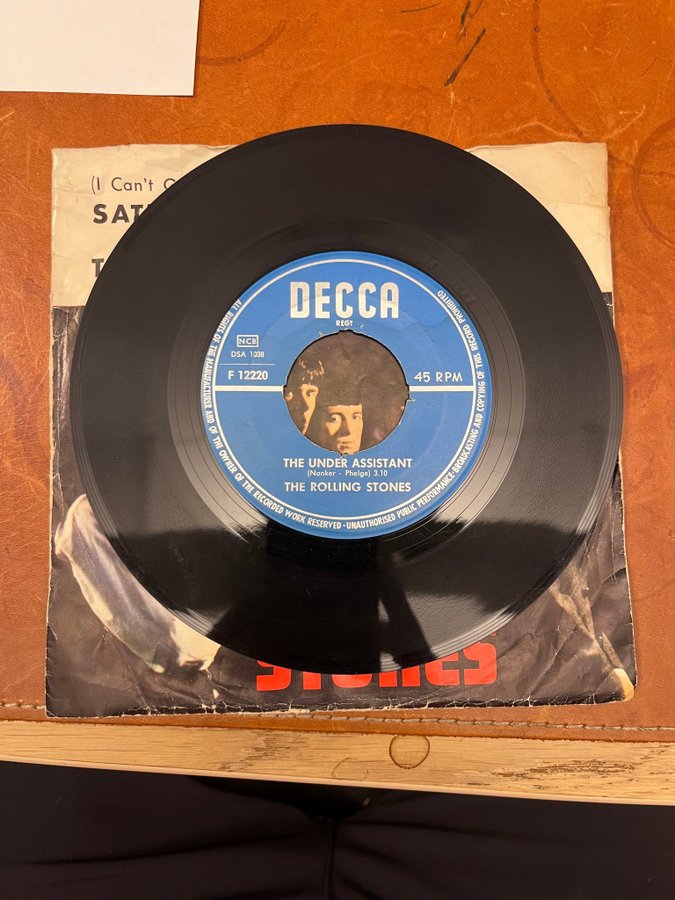 (I Can't
SAT
T
DECCA
REGD
NCB
DSA 1038
F 12220
45 RPM
THE UNDER ASSISTANT
(Nanker - Phelge) 3.10
THE ROLLING STONES
ALL RIGHTS OF THE MANUFACTURER AND OF THE OWNER OF THE RECORDED WORK RESERVED · UNAUTHORISED PUBLIC PERFORMANCE · BROADCASTING AND COPYING OF THIS RECORD PROHIBITED
STONES